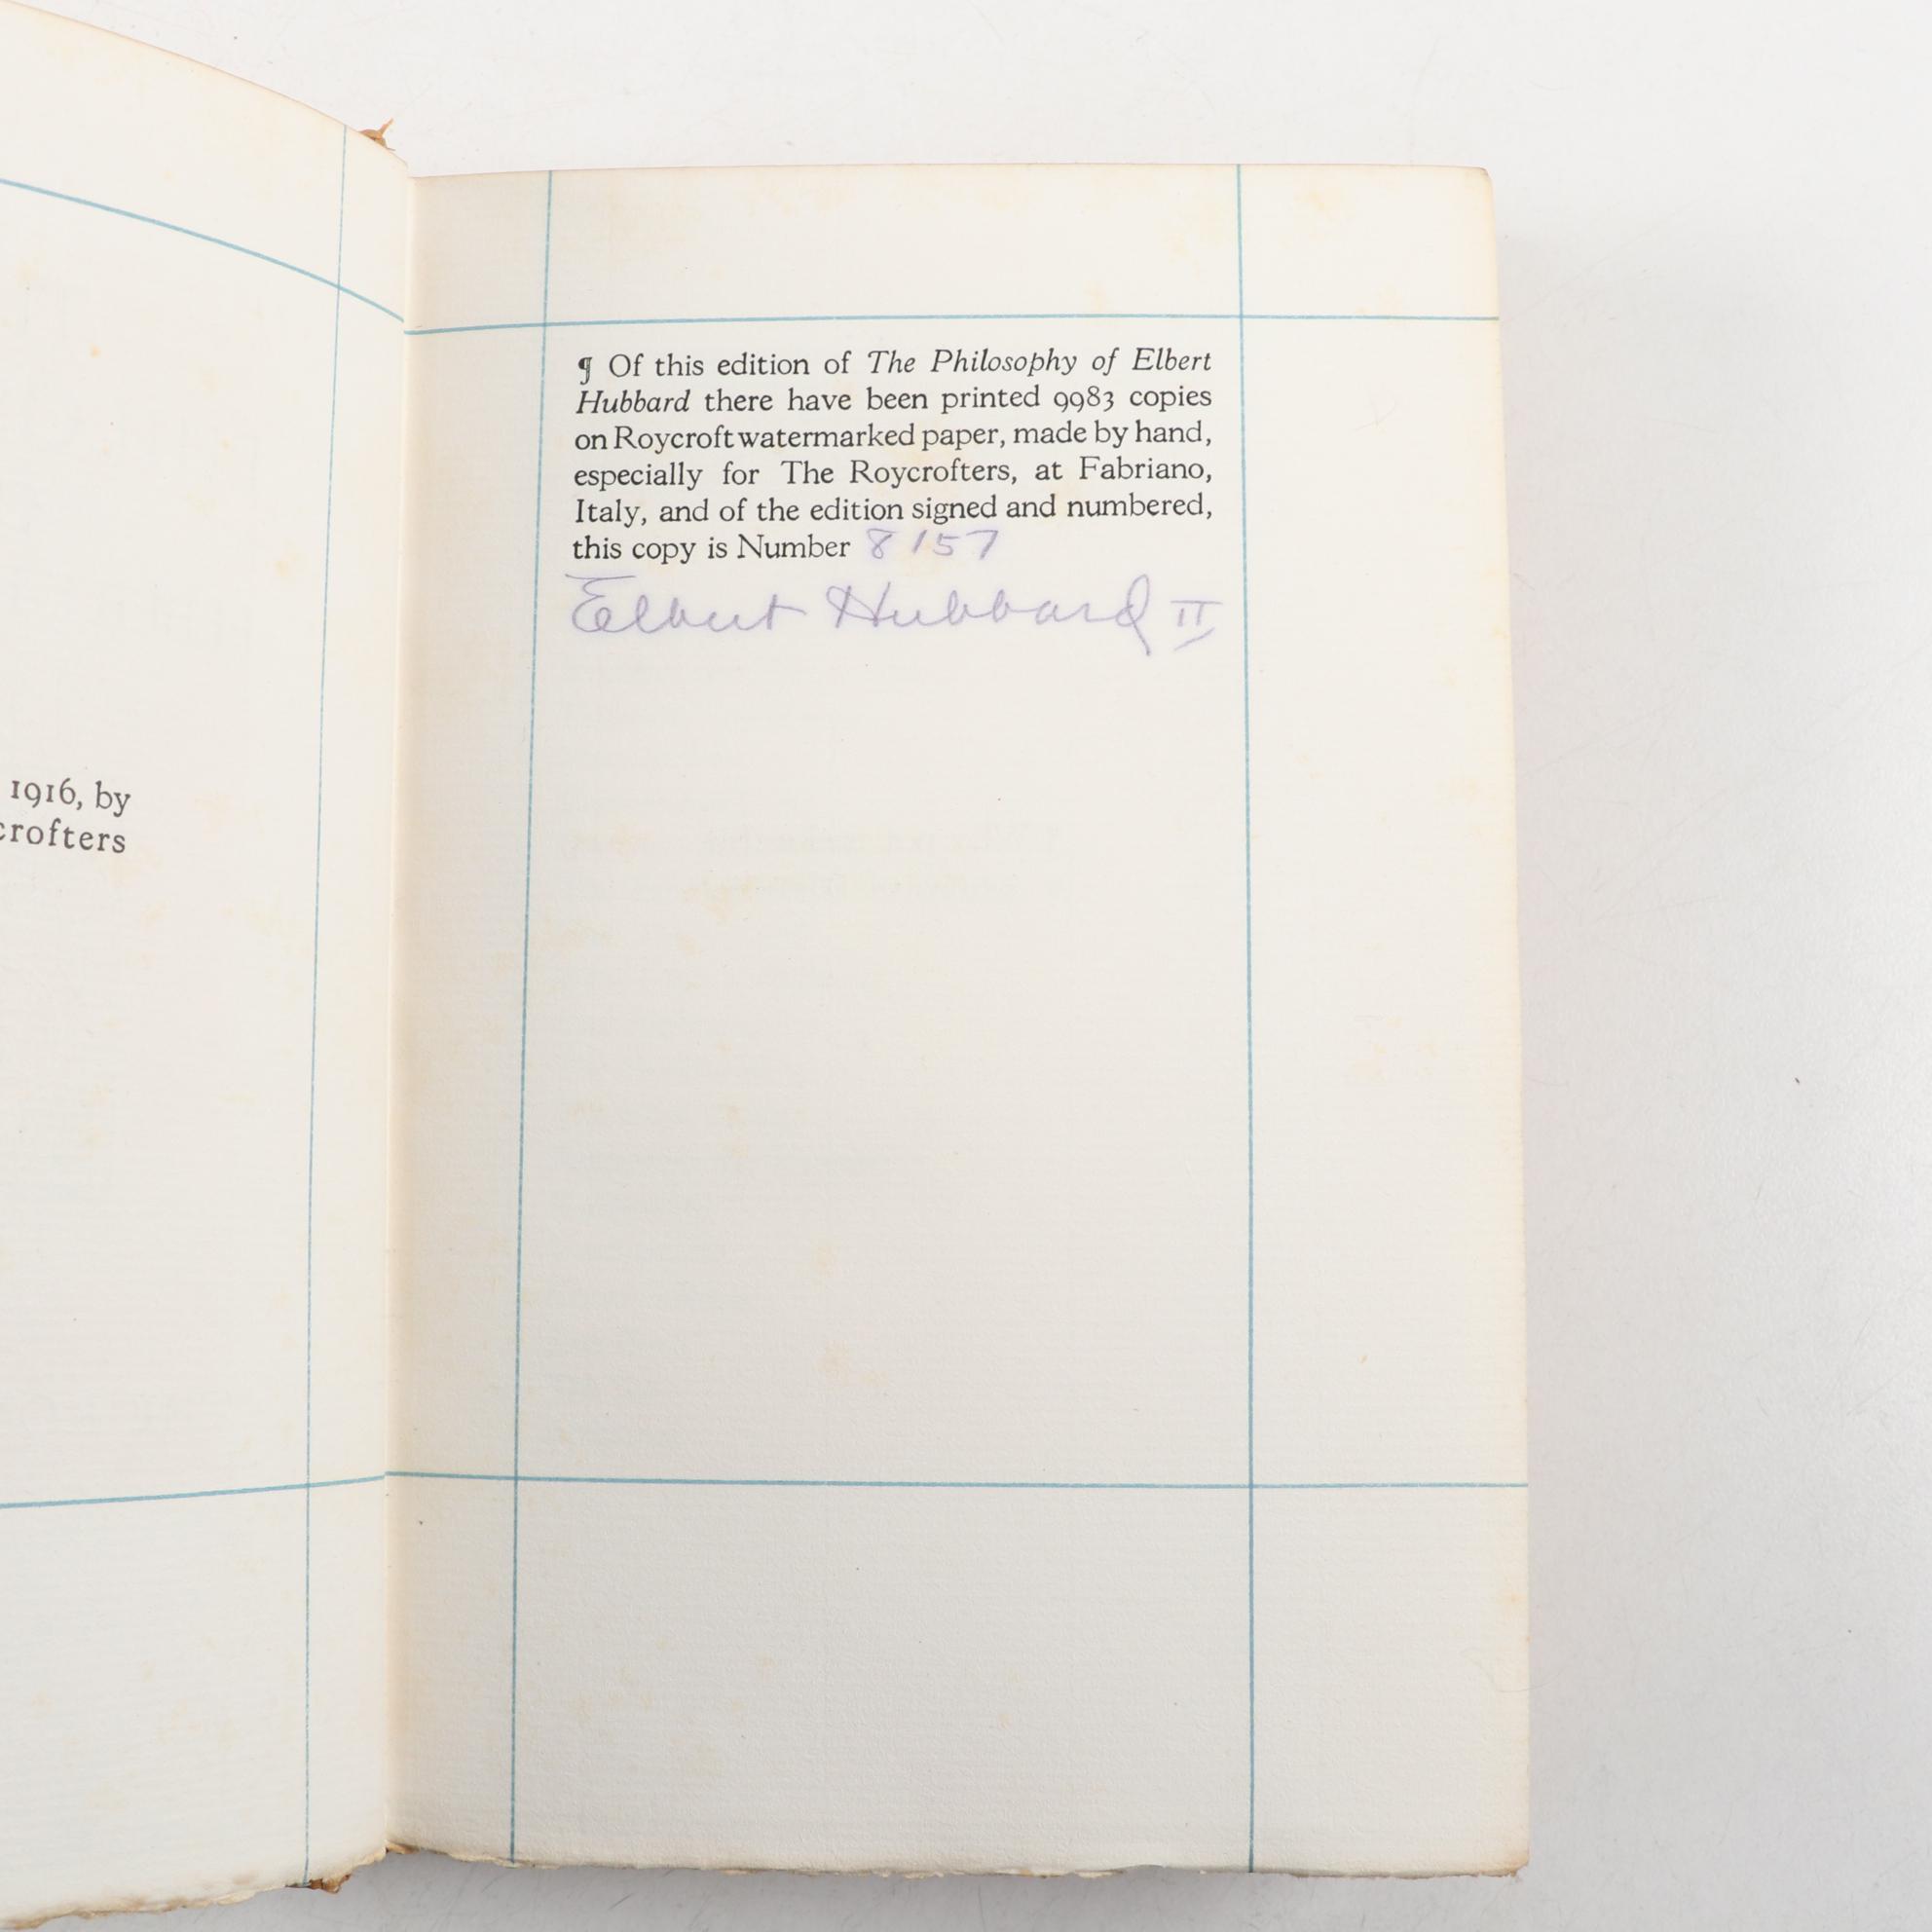 1916, by
crofters
¶ Of this edition of The Philosophy of Elbert
Hubbard there have been printed 9983 copies
on Roycroft watermarked paper, made by hand,
especially for The Roycrofters, at Fabriano,
Italy, and of the edition signed and numbered,
this copy is Number 8157
Elbert Hubbard II